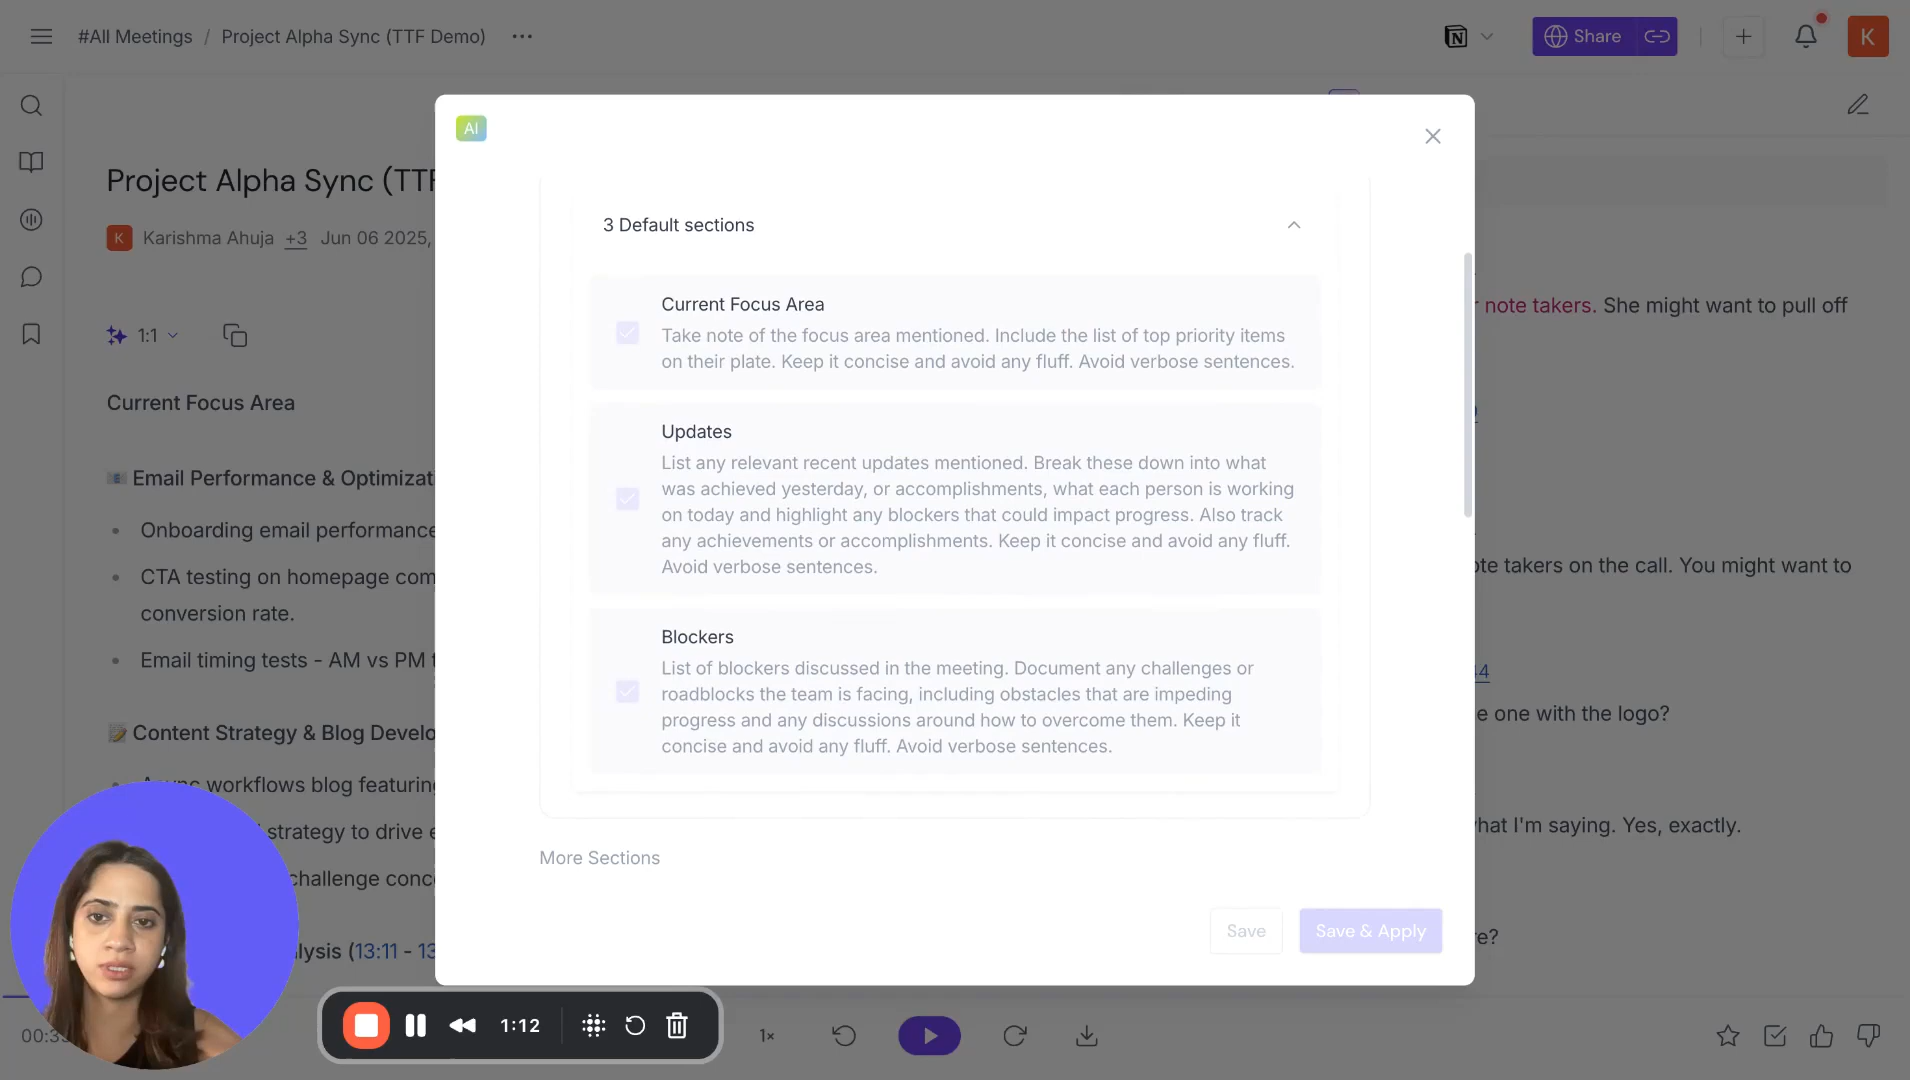 #All Meetings / Project Alpha Sync (TTF Demo) ...
Share
K
AI
Project Alpha Sync (TTF
K Karishma Ahuja +3 Jun 06 2025,
1:1
Current Focus Area
Email Performance & Optimizati
Onboarding email performance
CTA testing on homepage com
conversion rate.
Email timing tests - AM vs PM
Content Strategy & Blog Develo
workflows blog featuring
strategy to drive e
challenge conc
lysis (13:11 - 13
3 Default sections
Current Focus Area
Take note of the focus area mentioned. Include the list of top priority items
on their plate. Keep it concise and avoid any fluff. Avoid verbose sentences.
Updates
List any relevant recent updates mentioned. Break these down into what
was achieved yesterday, or accomplishments, what each person is working
on today and highlight any blockers that could impact progress. Also track
any achievements or accomplishments. Keep it concise and avoid any fluff.
Avoid verbose sentences.
Blockers
List of blockers discussed in the meeting. Document any challenges or
roadblocks the team is facing, including obstacles that are impeding
progress and any discussions around how to overcome them. Keep it
concise and avoid any fluff. Avoid verbose sentences.
More Sections
Save
Save & Apply
note takers. She might want to pull off
te takers on the call. You might want to
44
e one with the logo?
hat I'm saying. Yes, exactly.
re?
00:3
1:12
1x